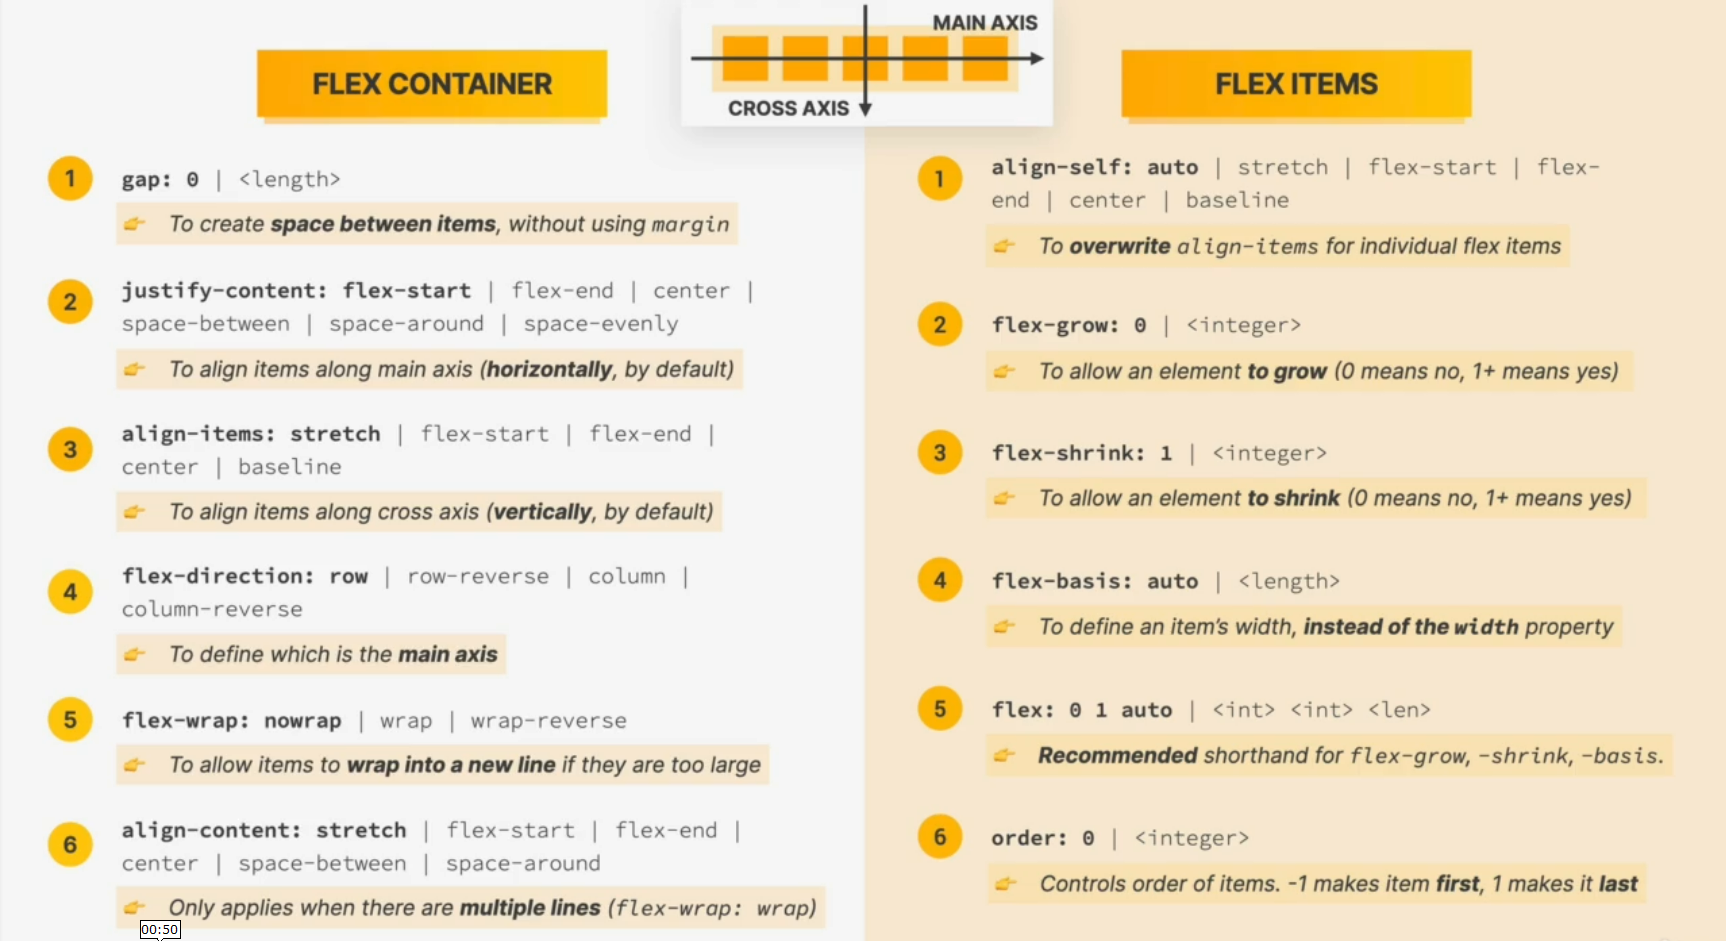 MAIN AXIS
CROSS AXIS
FLEX CONTAINER
1
gap: 0 | <length>
👉 To create space between items, without using margin
2
justify-content: flex-start | flex-end | center |
space-between | space-around | space-evenly
👉 To align items along main axis (horizontally, by default)
3
align-items: stretch | flex-start | flex-end |
center | baseline
👉 To align items along cross axis (vertically, by default)
4
flex-direction: row | row-reverse | column |
column-reverse
👉 To define which is the main axis
5
flex-wrap: nowrap | wrap | wrap-reverse
👉 To allow items to wrap into a new line if they are too large
6
align-content: stretch | flex-start | flex-end |
center | space-between | space-around
👉 Only applies when there are multiple lines (flex-wrap: wrap)
00:50
FLEX ITEMS
1
align-self: auto | stretch | flex-start | flex-
end | center | baseline
👉 To overwrite align-items for individual flex items
2
flex-grow: 0 | <integer>
👉 To allow an element to grow (0 means no, 1+ means yes)
3
flex-shrink: 1 | <integer>
👉 To allow an element to shrink (0 means no, 1+ means yes)
4
flex-basis: auto | <length>
👉 To define an item’s width, instead of the width property
5
flex: 0 1 auto | <int> <int> <len>
👉 Recommended shorthand for flex-grow, -shrink, -basis.
6
order: 0 | <integer>
👉 Controls order of items. -1 makes item first, 1 makes it last